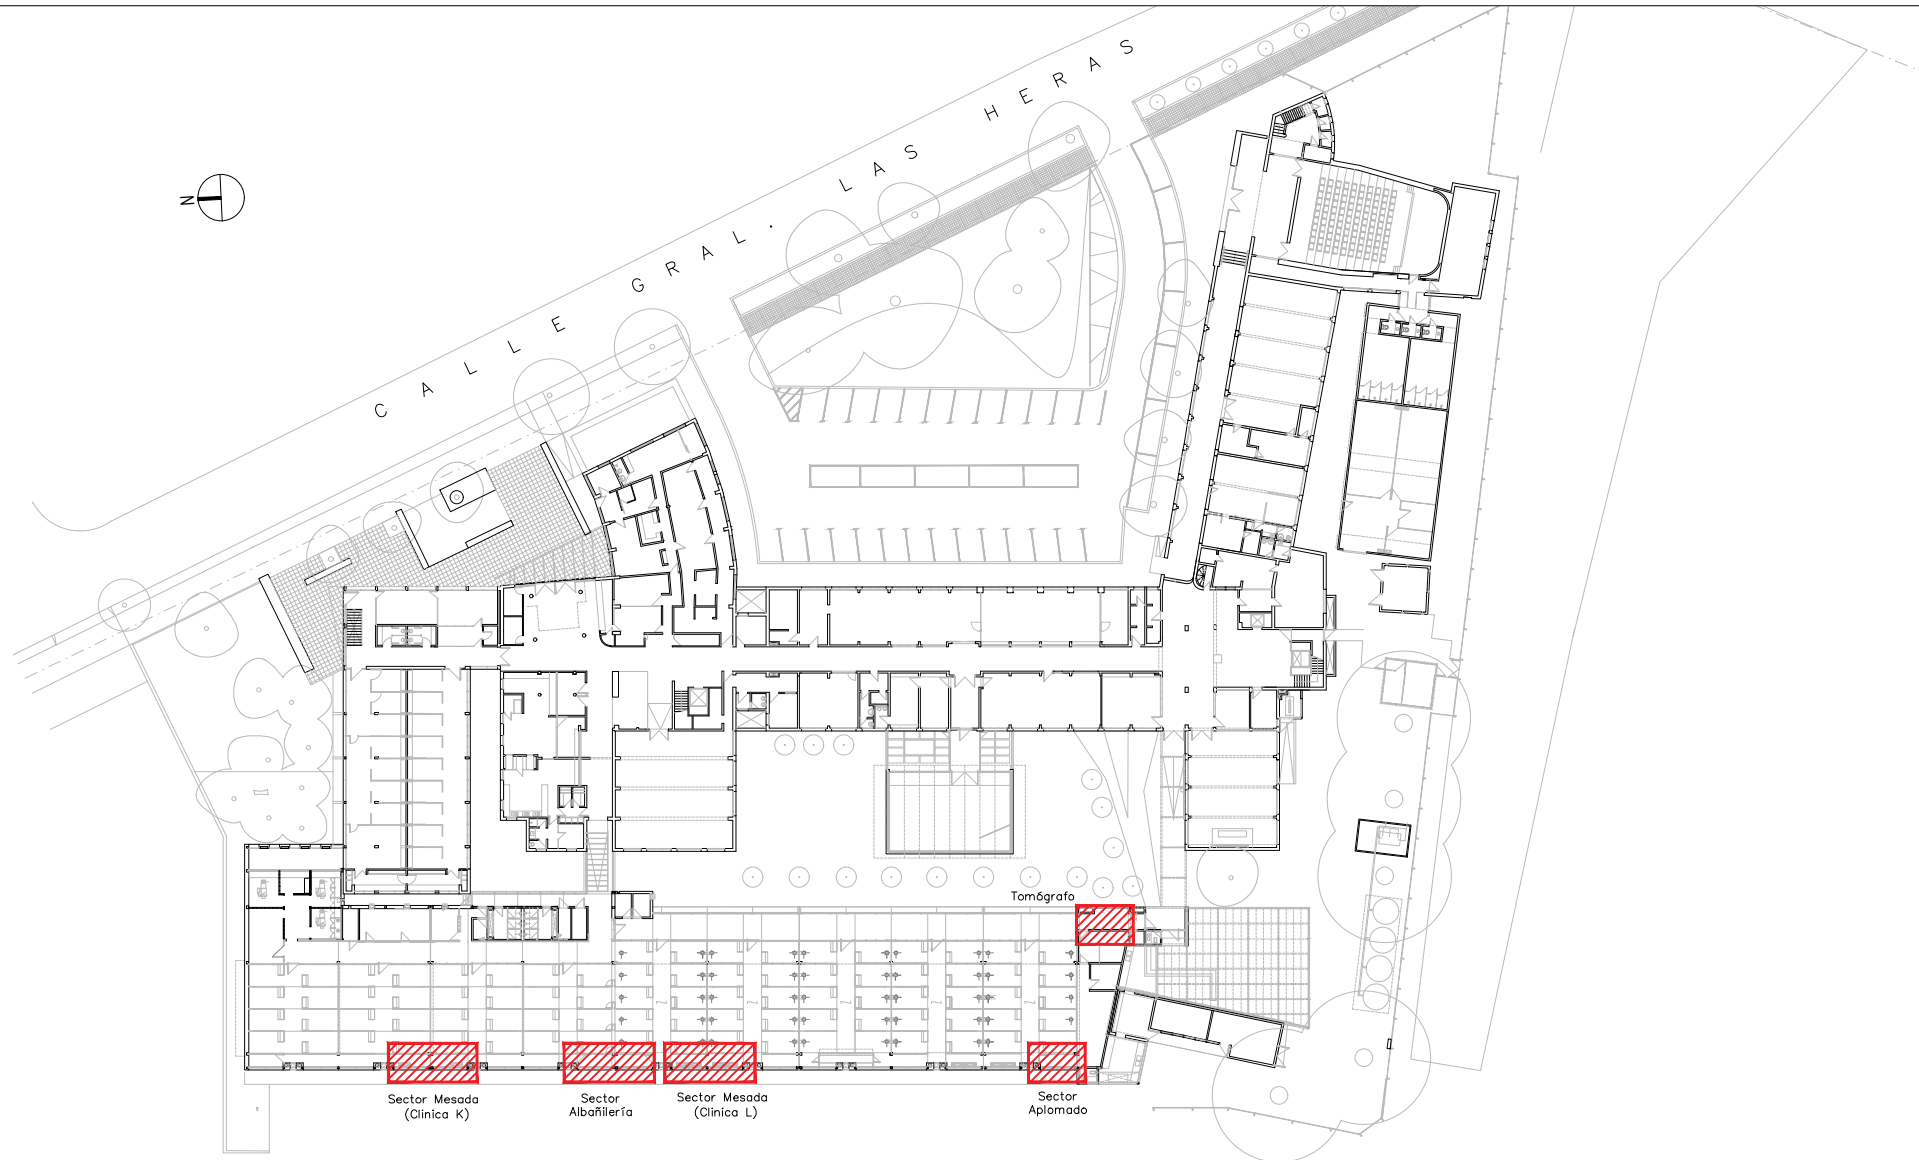 CALLE GRAL. LAS HERAS
N
Tomógrafo
Sector Mesada
(Clinica K)
Sector
Albañilería
Sector Mesada
(Clinica L)
Sector
Aplomado